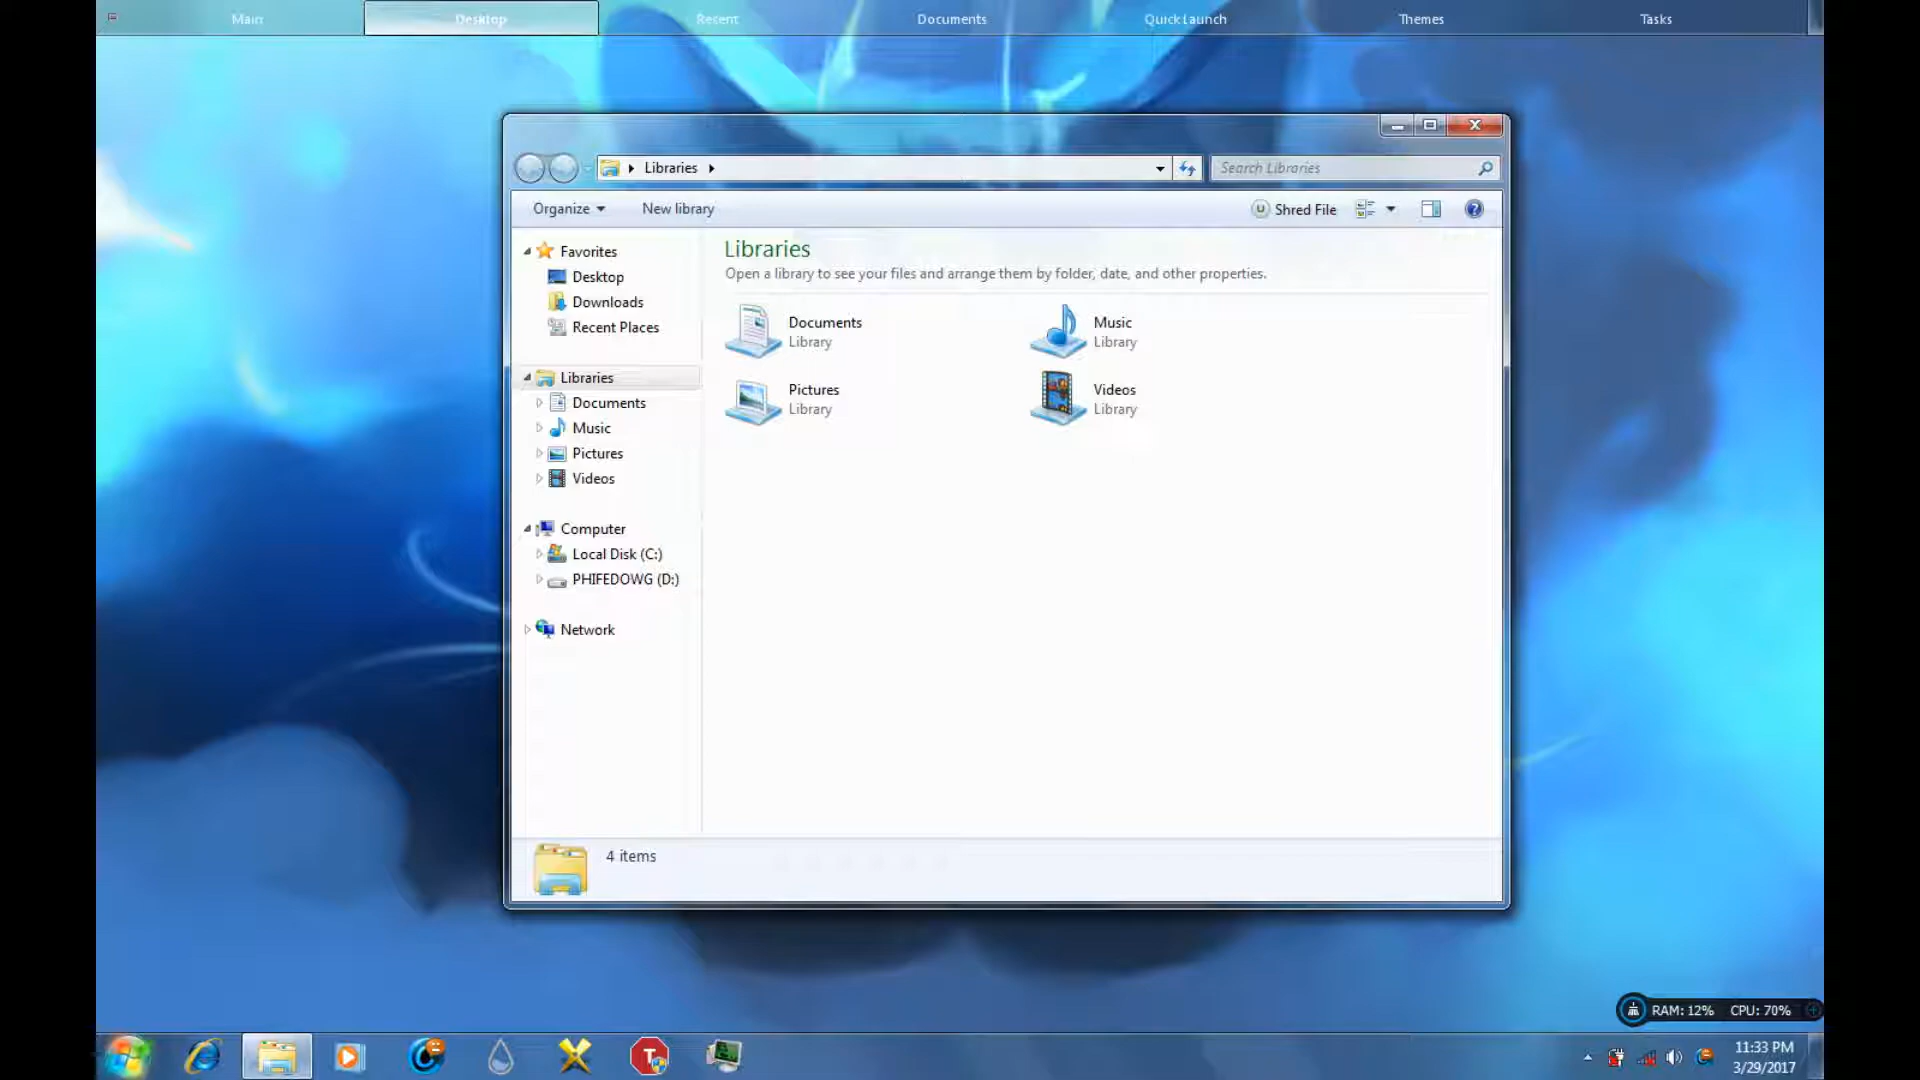 Main Desktop Recent Documents Quick Launch Themes Tasks
Libraries
Search Libraries
Organize New library Shred File
Favorites
Desktop
Downloads
Recent Places
Libraries
Documents
Music
Pictures
Videos
Computer
Local Disk (C:)
PHIFEDOWG (D:)
Network
Libraries
Open a library to see your files and arrange them by folder, date, and other properties.
Documents
Library
Music
Library
Pictures
Library
Videos
Library
4 items
RAM: 12% CPU: 70%
T
11:33 PM
3/29/2017